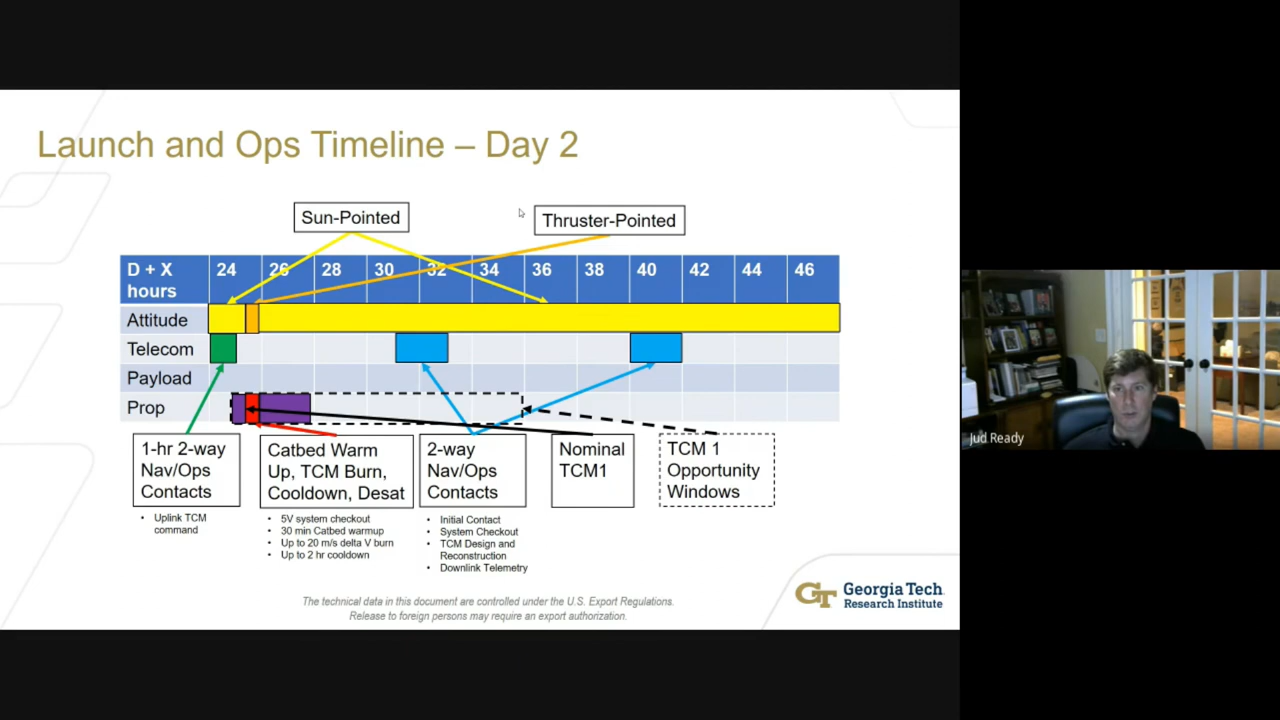 Launch and Ops Timeline – Day 2
Sun-Pointed
Thruster-Pointed
D + X
hours
24 26 28 30 32 34 36 38 40 42 44 46
Attitude
Telecom
Payload
Prop
1-hr 2-way
Nav/Ops
Contacts
• Uplink TCM
command
Catbed Warm
Up, TCM Burn,
Cooldown, Desat
• 5V system checkout
• 30 min Catbed warmup
• Up to 20 m/s delta V burn
• Up to 2 hr cooldown
2-way
Nav/Ops
Contacts
• Initial Contact
• System Checkout
• TCM Design and
Reconstruction
• Downlink Telemetry
Nominal
TCM1
TCM 1
Opportunity
Windows
The technical data in this document are controlled under the U.S. Export Regulations.
Release to foreign persons may require an export authorization.
GT
Georgia Tech
Research Institute
Jud Ready